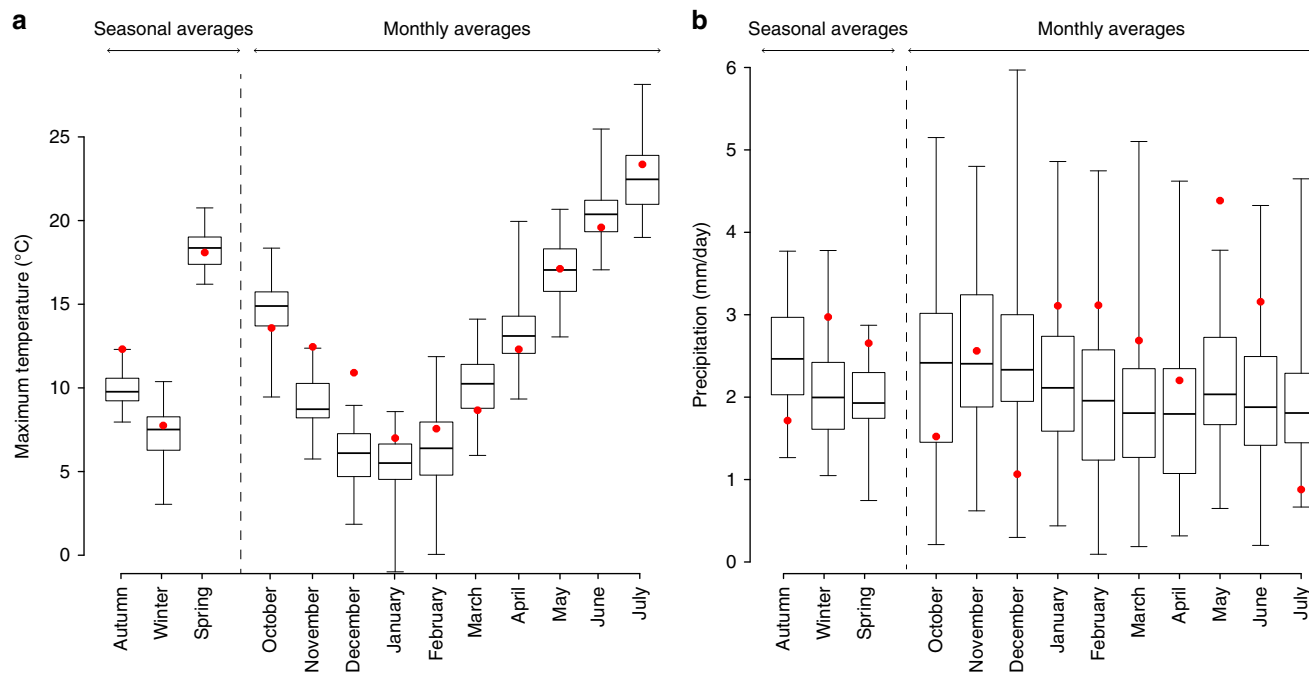 a
Seasonal averages
Monthly averages
Maximum temperature (°C)
25
20
15
10
5
0
Autumn
Winter
Spring
October
November
December
January
February
March
April
May
June
July
b
Seasonal averages
Monthly averages
Precipitation (mm/day)
6
5
4
3
2
1
0
Autumn
Winter
Spring
October
November
December
January
February
March
April
May
June
July